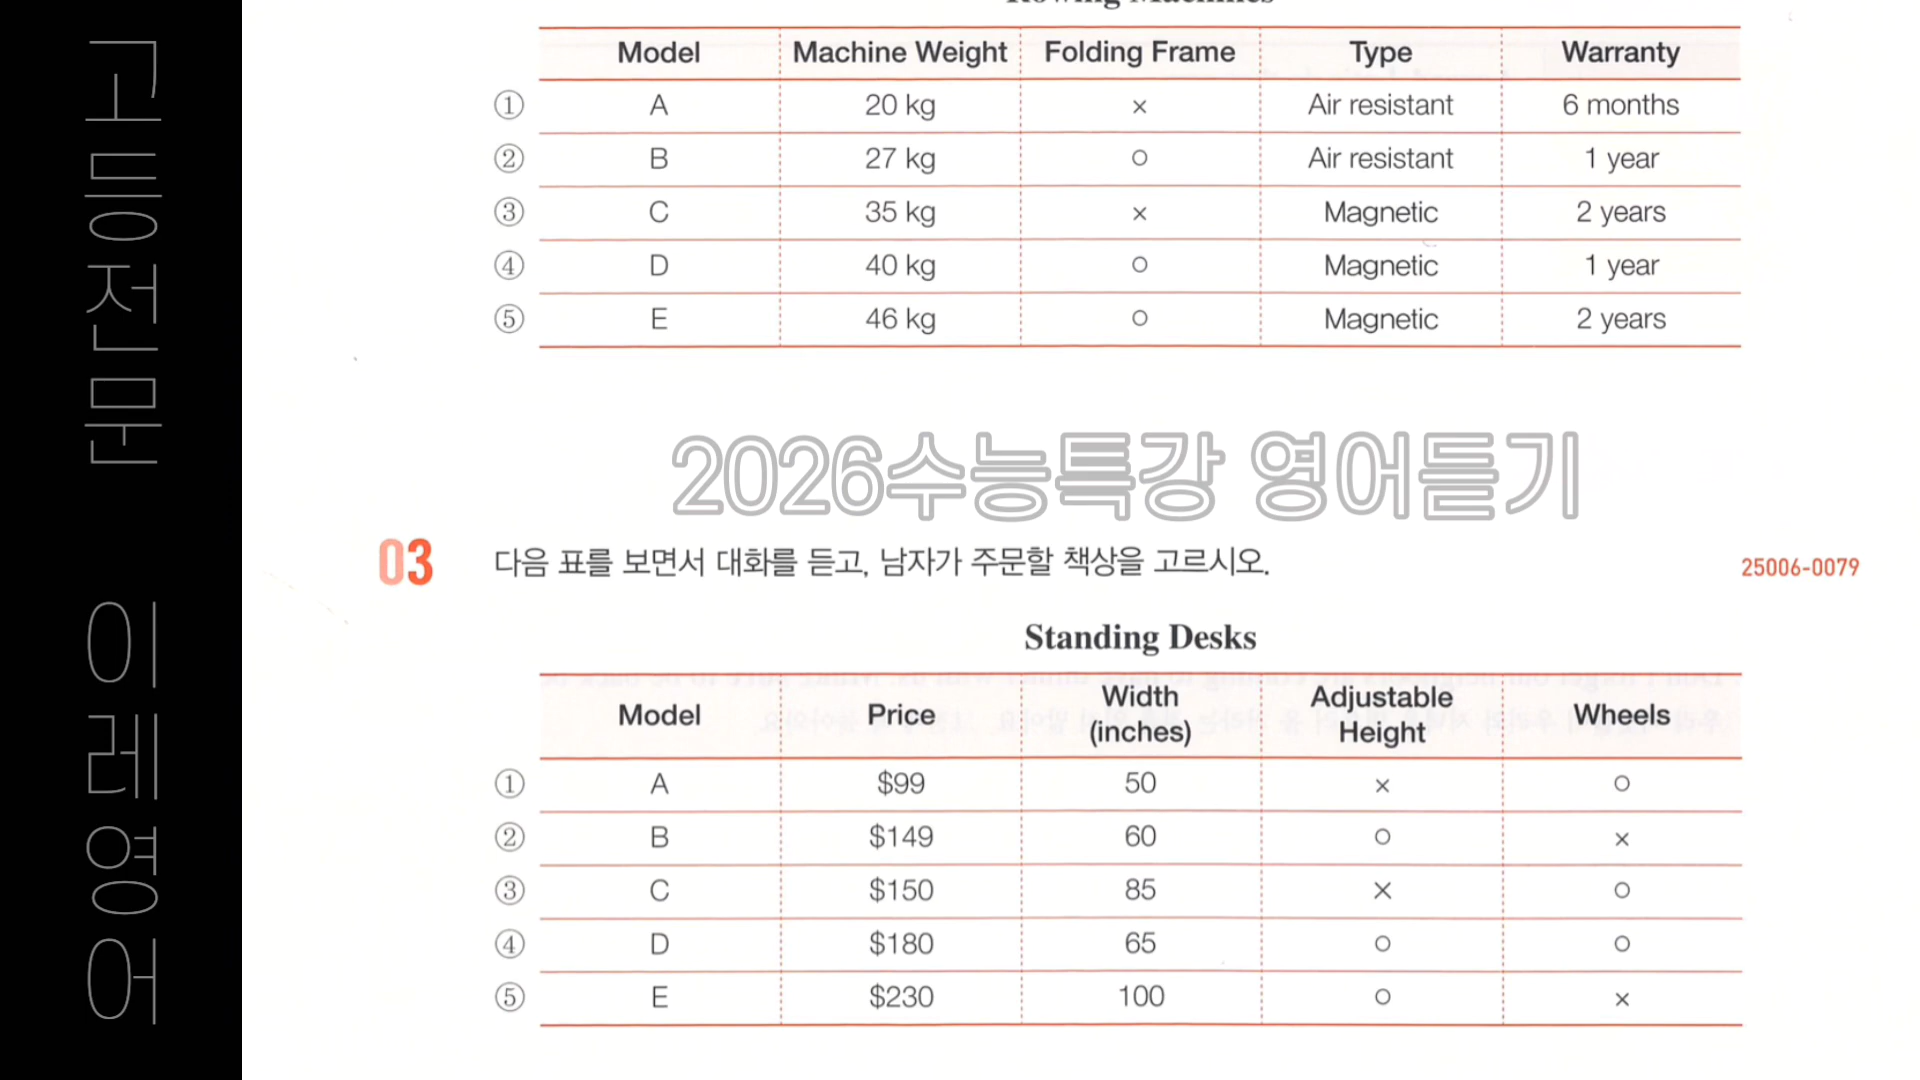 고등전문 이레영어
Rowing Machines
Model Machine Weight Folding Frame Type Warranty
① A 20 kg × Air resistant 6 months
② B 27 kg ○ Air resistant 1 year
③ C 35 kg × Magnetic 2 years
④ D 40 kg ○ Magnetic 1 year
⑤ E 46 kg ○ Magnetic 2 years
2026수능특강 영어듣기
03 다음 표를 보면서 대화를 듣고, 남자가 주문할 책상을 고르시오. 25006-0079
Standing Desks
Model Price Width (inches) Adjustable Height Wheels
① A $99 50 × ○
② B $149 60 ○ ×
③ C $150 85 × ○
④ D $180 65 ○ ○
⑤ E $230 100 ○ ×